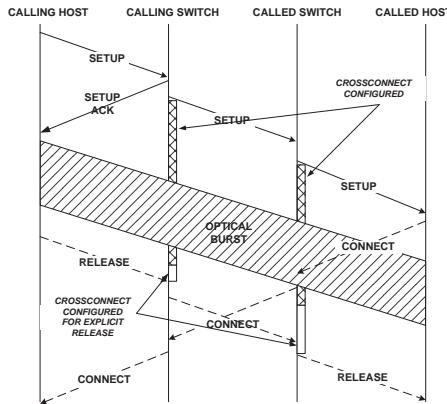 CALLING HOST
CALLING SWITCH
CALLED SWITCH
CALLED HOST
SETUP
SETUP
ACK
CROSSCONNECT
CONFIGURED
SETUP
SETUP
OPTICAL
BURST
CONNECT
RELEASE
CROSSCONNECT
CONFIGURED
FOR EXPLICIT
RELEASE
CONNECT
CONNECT
RELEASE